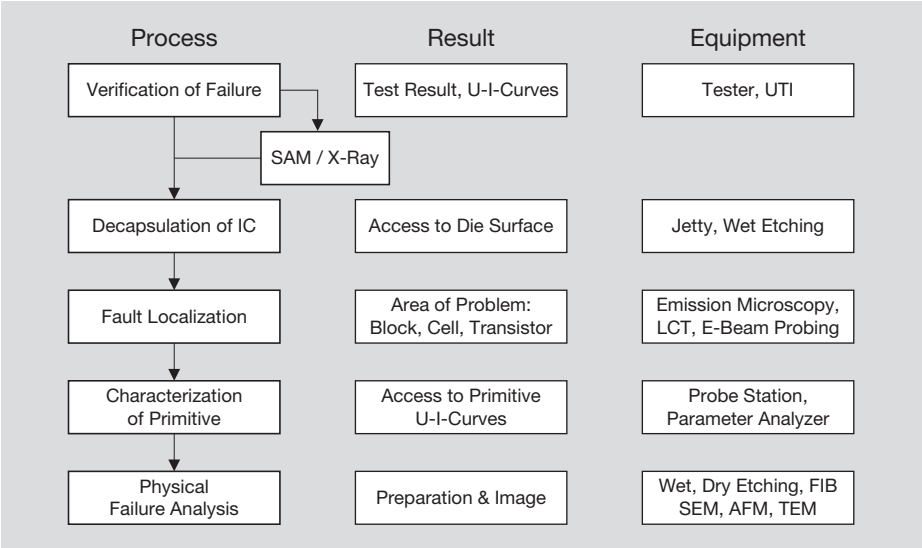 Process
Result
Equipment
Verification of Failure
Test Result, U-I-Curves
Tester, UTI
SAM / X-Ray
Decapsulation of IC
Access to Die Surface
Jetty, Wet Etching
Fault Localization
Area of Problem:
Block, Cell, Transistor
Emission Microscopy,
LCT, E-Beam Probing
Characterization
of Primitive
Access to Primitive
U-I-Curves
Probe Station,
Parameter Analyzer
Physical
Failure Analysis
Preparation & Image
Wet, Dry Etching, FIB
SEM, AFM, TEM